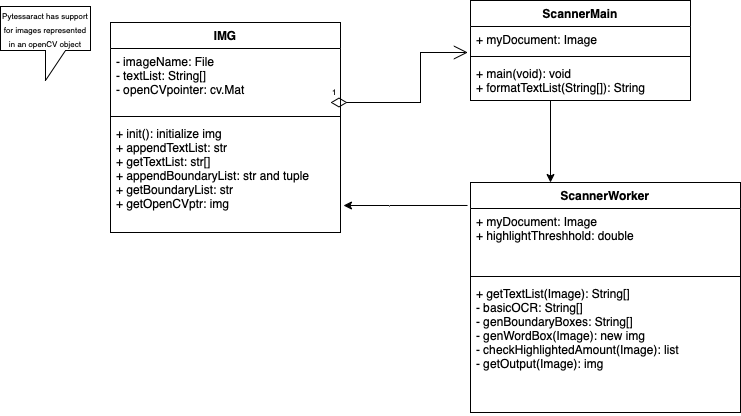 Pytessaract has support
for images represented
in an openCV object
IMG
- imageName: File
- textList: String[]
- openCVpointer: cv.Mat
1
+ init(): initialize img
+ appendTextList: str
+ getTextList: str[]
+ appendBoundaryList: str and tuple
+ getBoundaryList: str
+ getOpenCVptr: img
ScannerMain
+ myDocument: Image
+ main(void): void
+ formatTextList(String[]): String
ScannerWorker
+ myDocument: Image
+ highlightThreshhold: double
+ getTextList(Image): String[]
- basicOCR: String[]
- genBoundaryBoxes: String[]
- genWordBox(Image): new img
- checkHighlightedAmount(Image): list
- getOutput(Image): img